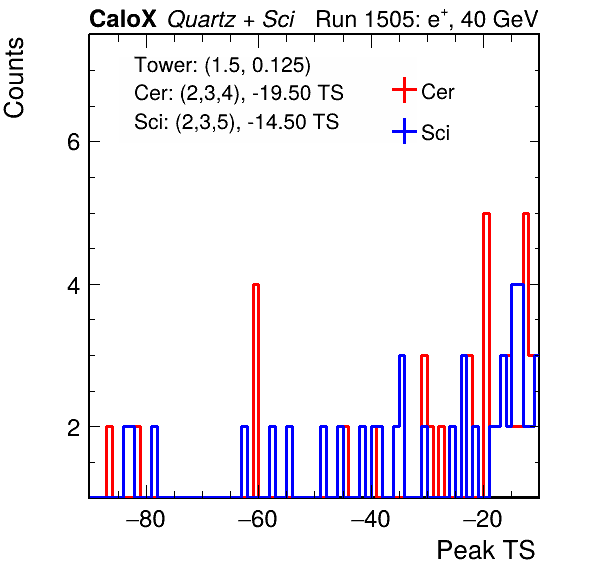 CaloX Quartz + Sci Run 1505: e+, 40 GeV
Counts
Tower: (1.5, 0.125)
Cer: (2,3,4), -19.50 TS
Sci: (2,3,5), -14.50 TS
Cer
Sci
6
4
2
−80 −60 −40 −20
Peak TS